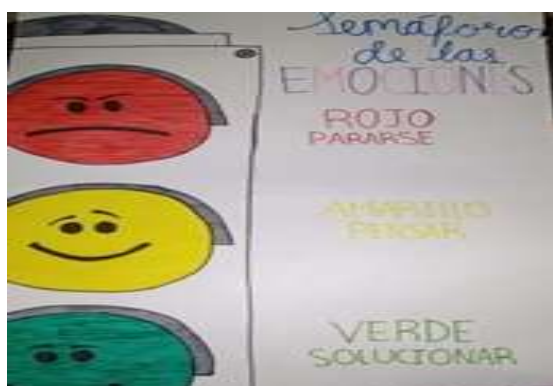 Semáforo
de las
EMOCIONES
ROJO
PARARSE
AMARILLO
PENSAR
VERDE
SOLUCIONAR